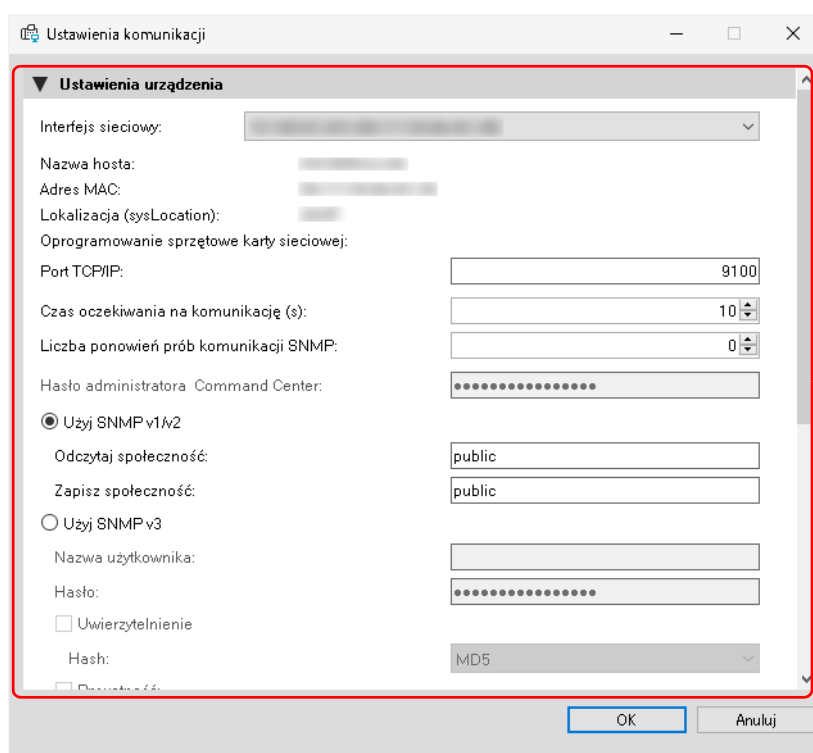 Ustawienia komunikacji
Ustawienia urządzenia
Interfejs sieciowy:
Nazwa hosta:
Adres MAC:
Lokalizacja (sysLocation):
Oprogramowanie sprzętowe karty sieciowej:
Port TCP/IP: 9100
Czas oczekiwania na komunikację (s): 10
Liczba ponowień prób komunikacji SNMP: 0
Hasło administratora Command Center: ••••••••••••••••
Użyj SNMP v1/v2
Odczytaj społeczność: public
Zapisz społeczność: public
Użyj SNMP v3
Nazwa użytkownika:
Hasło: ••••••••••••••••
Uwierzytelnienie
Hash: MD5
OK Anuluj